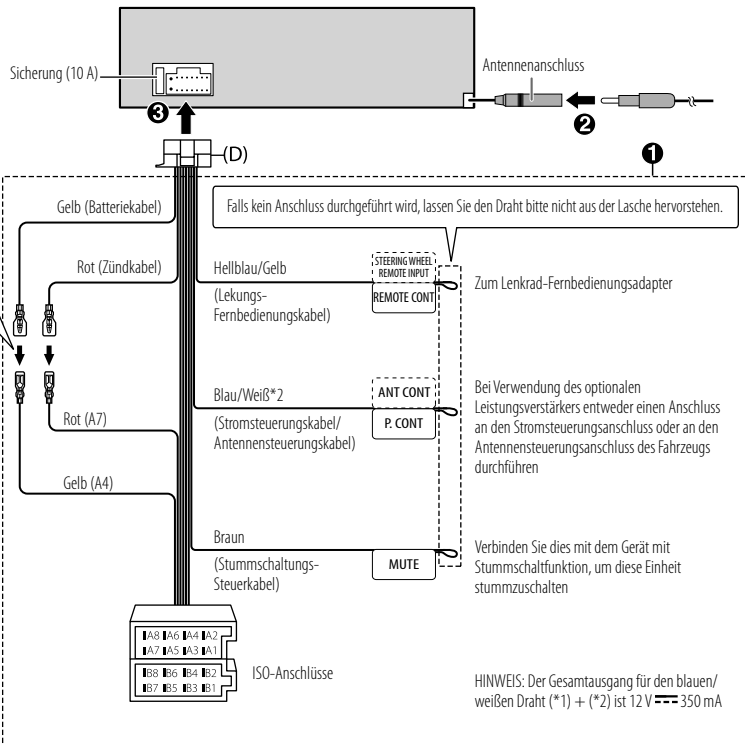 Sicherung (10 A)
Antennenanschluss
❸
❷
(D)
❶
Gelb (Batteriekabel)
Falls kein Anschluss durchgeführt wird, lassen Sie den Draht bitte nicht aus der Lasche hervorstehen.
Rot (Zündkabel)
Hellblau/Gelb
(Lekungs-
Fernbedienungskabel)
STEERING WHEEL
REMOTE INPUT
REMOTE CONT
Zum Lenkrad-Fernbedienungsadapter
Blau/Weiß*2
(Stromsteuerungskabel/
Antennensteuerungskabel)
ANT CONT
P. CONT
Bei Verwendung des optionalen
Leistungsverstärkers entweder einen Anschluss
an den Stromsteuerungsanschluss oder an den
Antennensteuerungsanschluss des Fahrzeugs
durchführen
Rot (A7)
Gelb (A4)
Braun
(Stummschaltungs-
Steuerkabel)
MUTE
Verbinden Sie dies mit dem Gerät mit
Stummschaltfunktion, um diese Einheit
stummzuschalten
A8 A6 A4 A2
A7 A5 A3 A1
B8 B6 B4 B2
B7 B5 B3 B1
ISO-Anschlüsse
HINWEIS: Der Gesamtausgang für den blauen/
weißen Draht (*1) + (*2) ist 12 V ⎓ 350 mA